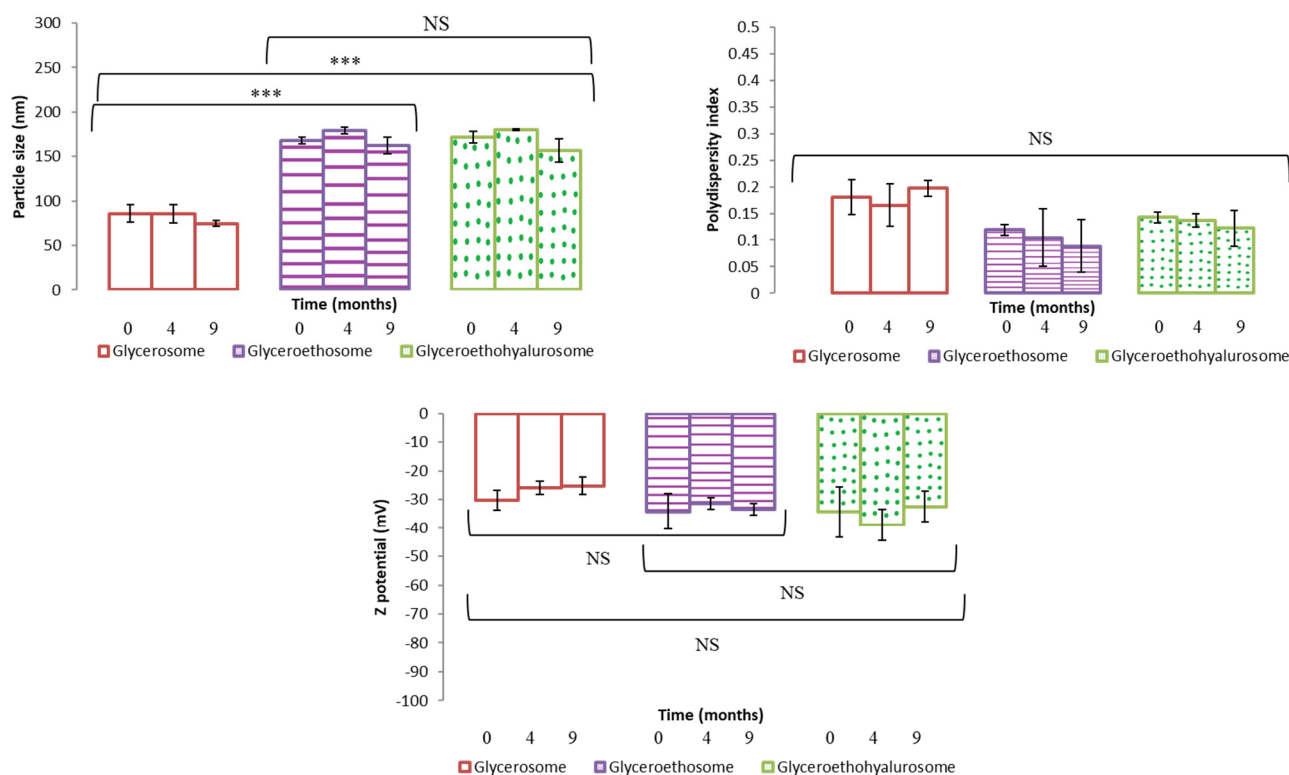 Particle size (nm)
300
250
200
150
100
50
0
NS
***
***
Time (months)
0 4 9 0 4 9 0 4 9
Glycerosome Glyceroethosome Glyceroethohyalurosome
Polydispersity index
0.5
0.45
0.4
0.35
0.3
0.25
0.2
0.15
0.1
0.05
0
NS
Time (months)
0 4 9 0 4 9 0 4 9
Glycerosome Glyceroethosome Glyceroethohyalurosome
Z potential (mV)
0
-10
-20
-30
-40
-50
-60
-70
-80
-90
-100
NS
NS
NS
Time (months)
0 4 9 0 4 9 0 4 9
Glycerosome Glyceroethosome Glyceroethohyalurosome